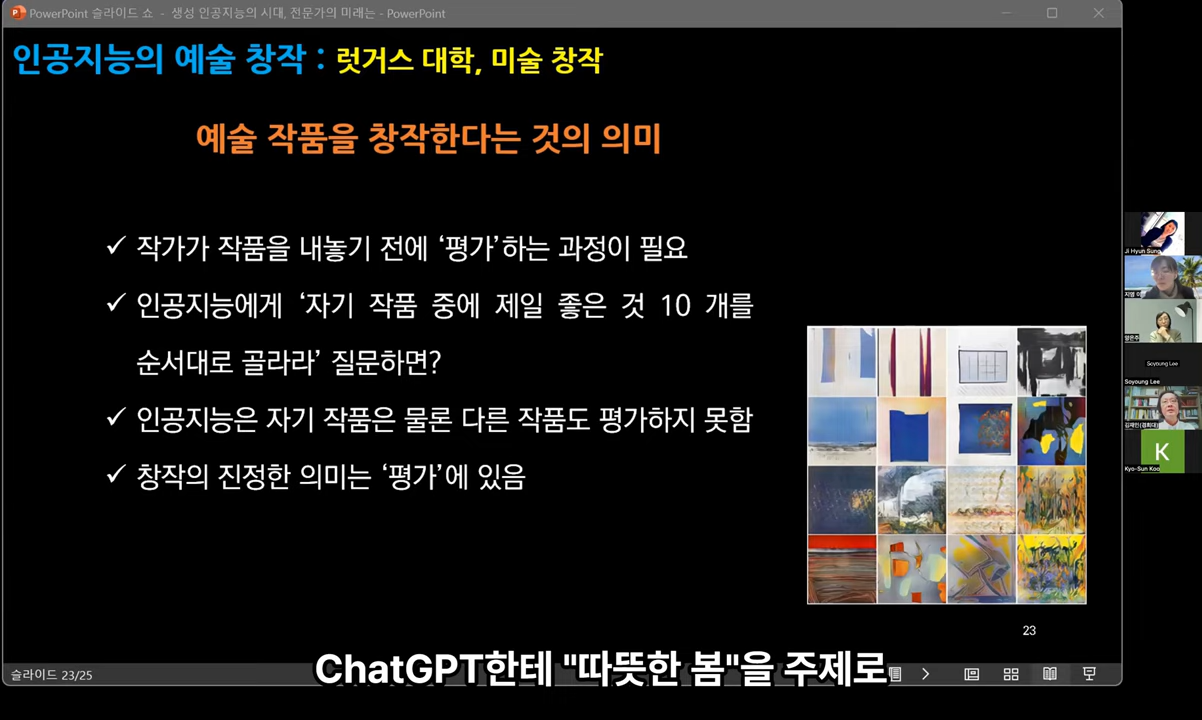 PowerPoint 슬라이드 쇼 - 생성 인공지능의 시대, 전문가의 미래는 - PowerPoint
인공지능의 예술 창작 : 럿거스 대학, 미술 창작
예술 작품을 창작한다는 것의 의미
✓ 작가가 작품을 내놓기 전에 ‘평가’하는 과정이 필요
✓ 인공지능에게 ‘자기 작품 중에 제일 좋은 것 10 개를
순서대로 골라라’ 질문하면?
✓ 인공지능은 자기 작품은 물론 다른 작품도 평가하지 못함
✓ 창작의 진정한 의미는 ‘평가’에 있음
Ji Hyun Sung
양은주
Soyoung Lee
Soyoung Lee
김재인(경희대)
K
Kyo-Sun Koo
23
ChatGPT한테 "따뜻한 봄"을 주제로
슬라이드 23/25